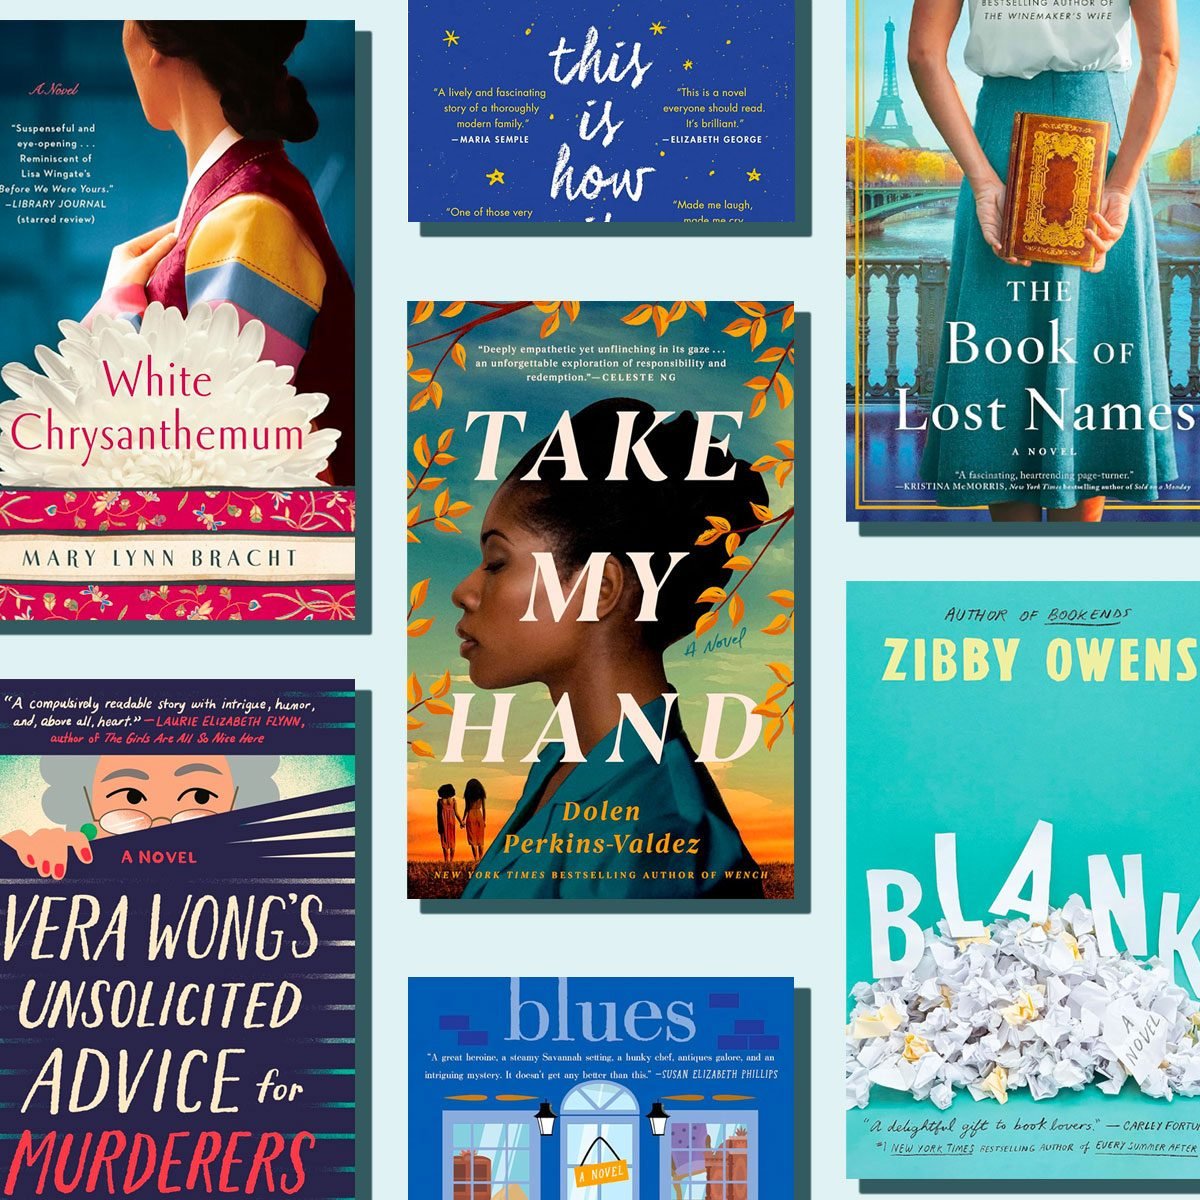 A Novel
"Suspenseful and
eye-opening . . .
Reminiscent of
Lisa Wingate's
Before We Were Yours."
—LIBRARY JOURNAL
(starred review)
White
Chrysanthemum
MARY LYNN BRACHT
"A compulsively readable story with intrigue, humor,
and, above all, heart." —LAURIE ELIZABETH FLYNN,
author of The Girls Are All So Nice Here
A NOVEL
VERA WONG'S
UNSOLICITED
ADVICE for
MURDERERS
this
is
how
"A lively and fascinating
story of a thoroughly
modern family."
—MARIA SEMPLE
"This is a novel
everyone should read.
It's brilliant."
—ELIZABETH GEORGE
"One of those very
"Made me laugh,
made me cry
"Deeply empathetic yet unflinching in its gaze . . .
an unforgettable exploration of responsibility and
redemption."—CELESTE NG
TAKE
MY
A Novel
HAND
Dolen
Perkins-Valdez
NEW YORK TIMES BESTSELLING AUTHOR OF WENCH
blues
"A great heroine, a steamy Savannah setting, a hunky chef, antiques galore, and an
intriguing mystery. It doesn't get any better than this." —SUSAN ELIZABETH PHILLIPS
A NOVEL
BESTSELLING AUTHOR OF
THE WINEMAKER'S WIFE
THE
Book OF
Lost Names
A NOVEL
"A fascinating, heartrending page-turner."
—KRISTINA McMORRIS, New York Times bestselling author of Sold on a Monday
AUTHOR OF BOOKENDS
ZIBBY OWENS
BLANK
A
NOVEL
"A delightful gift to book lovers." —CARLEY FORTU
#1 NEW YORK TIMES BESTSELLING AUTHOR OF EVERY SUMMER AFTER